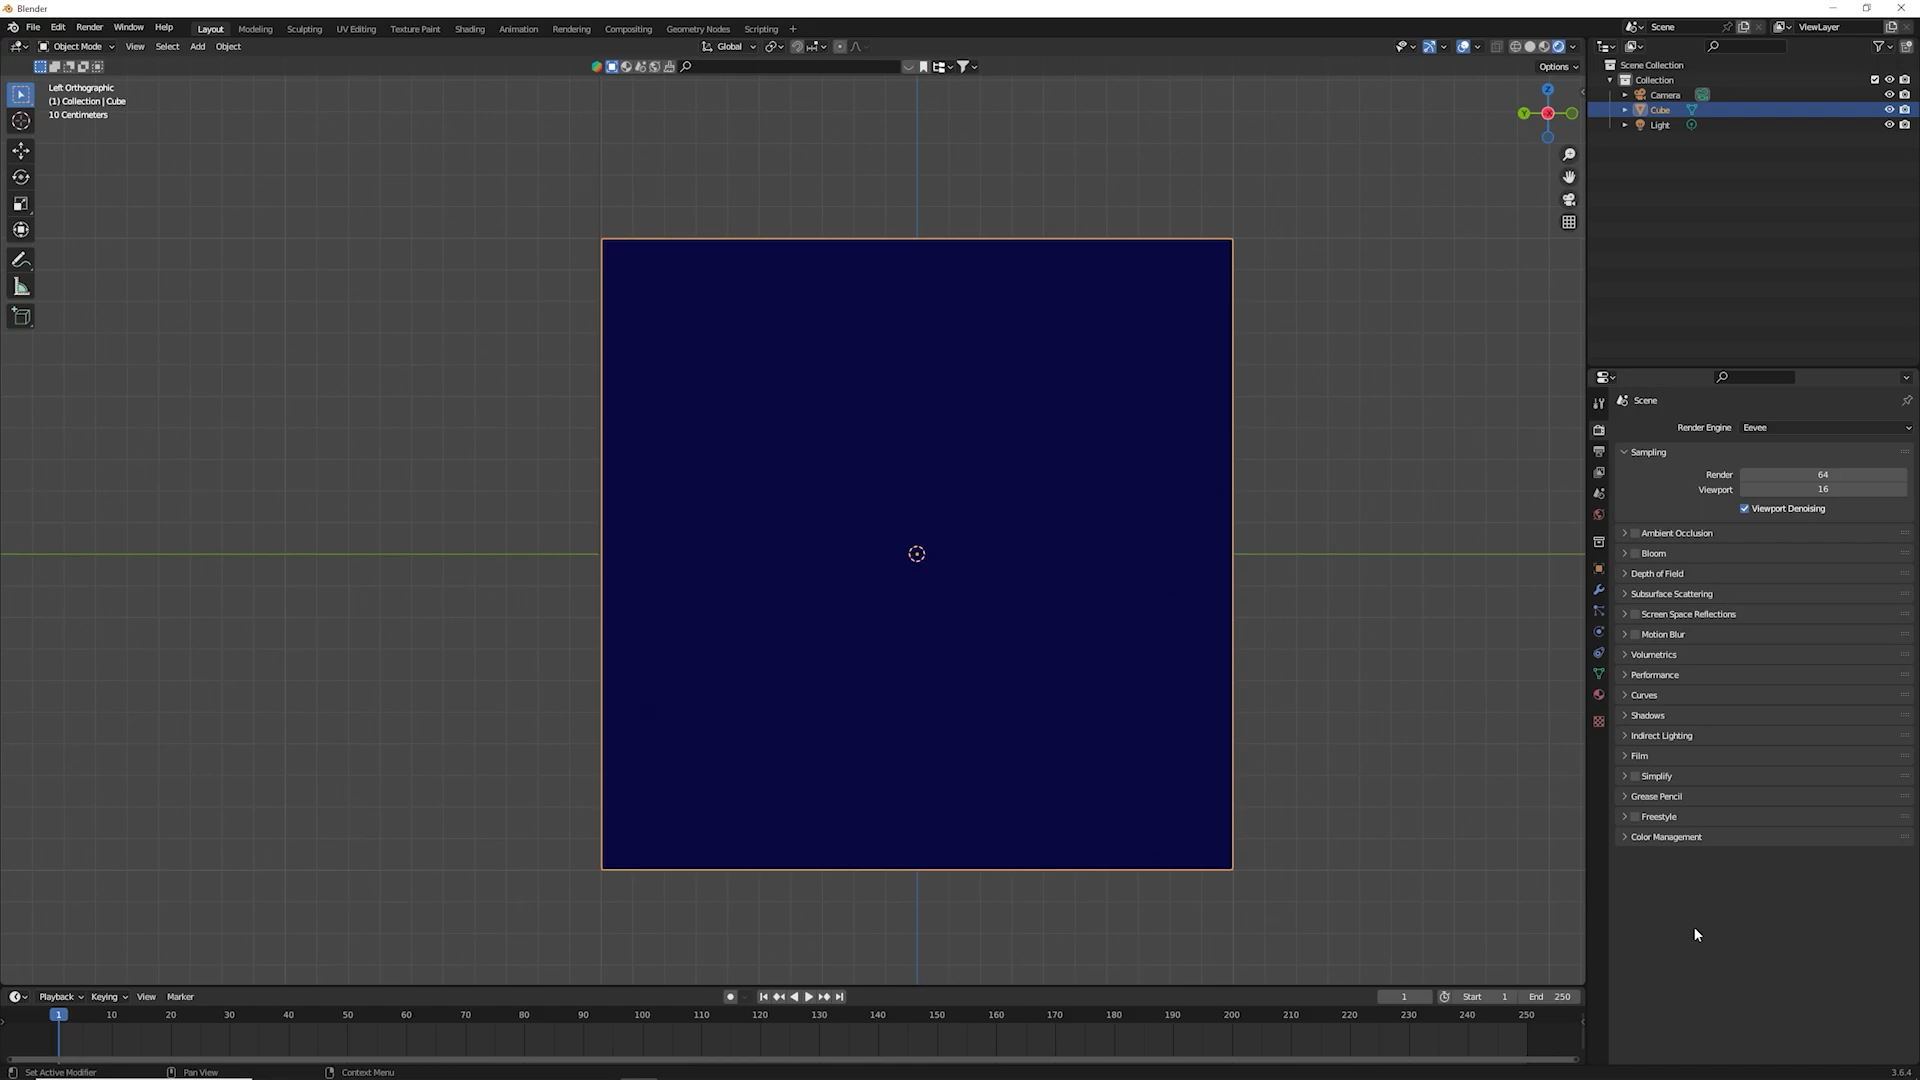 Blender
File Edit Render Window Help Layout Modeling Sculpting UV Editing Texture Paint Shading Animation Rendering Compositing Geometry Nodes Scripting + Scene ViewLayer
Object Mode View Select Add Object Global
Options
Left Orthographic
(1) Collection | Cube
10 Centimeters
Z
Y
X
Scene Collection
Collection
Camera
Cube
Light
Scene
Render Engine Eevee
Sampling
Render 64
Viewport 16
Viewport Denoising
Ambient Occlusion
Bloom
Depth of Field
Subsurface Scattering
Screen Space Reflections
Motion Blur
Volumetrics
Performance
Curves
Shadows
Indirect Lighting
Film
Simplify
Grease Pencil
Freestyle
Color Management
Playback Keying View Marker 1 Start 1 End 250
1 10 20 30 40 50 60 70 80 90 100 110 120 130 140 150 160 170 180 190 200 210 220 230 240 250
Set Active Modifier Pan View Context Menu 3.6.4